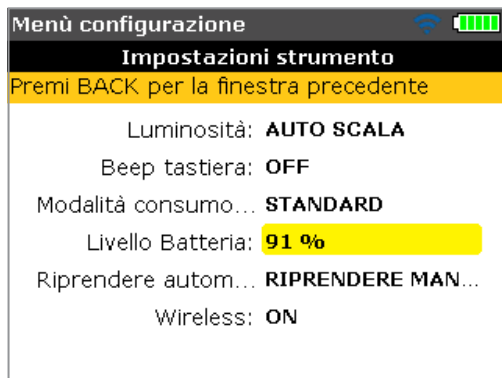 Menù configurazione
Impostazioni strumento
Premi BACK per la finestra precedente
Luminosità: AUTO SCALA
Beep tastiera: OFF
Modalità consumo... STANDARD
Livello Batteria: 91 %
Riprendere autom... RIPRENDERE MAN...
Wireless: ON